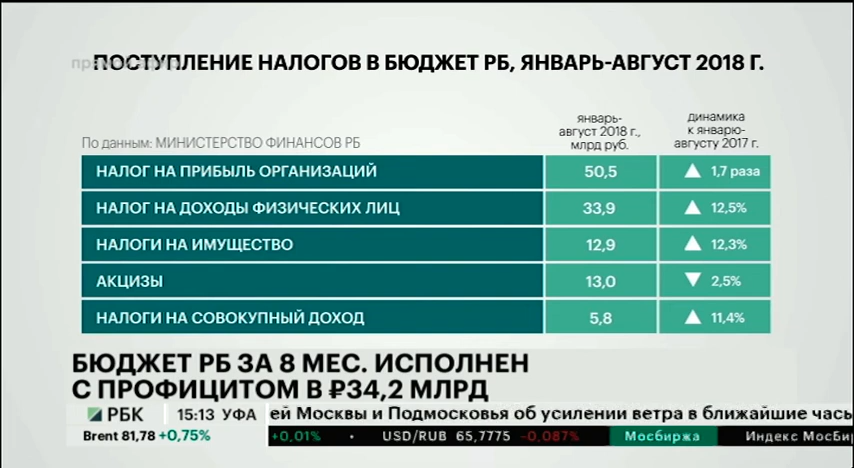 прямой эфир
ПОСТУПЛЕНИЕ НАЛОГОВ В БЮДЖЕТ РБ, ЯНВАРЬ-АВГУСТ 2018 Г.
По данным: МИНИСТЕРСТВО ФИНАНСОВ РБ
январь-
август 2018 г.,
млрд руб.
динамика
к январю-
августу 2017 г.
НАЛОГ НА ПРИБЫЛЬ ОРГАНИЗАЦИЙ 50,5 ▲ 1,7 раза
НАЛОГ НА ДОХОДЫ ФИЗИЧЕСКИХ ЛИЦ 33,9 ▲ 12,5%
НАЛОГИ НА ИМУЩЕСТВО 12,9 ▲ 12,3%
АКЦИЗЫ 13,0 ▼ 2,5%
НАЛОГИ НА СОВОКУПНЫЙ ДОХОД 5,8 ▲ 11,4%
БЮДЖЕТ РБ ЗА 8 МЕС. ИСПОЛНЕН
С ПРОФИЦИТОМ В ₽34,2 МЛРД
РБК 15:13 УФА ей Москвы и Подмосковья об усилении ветра в ближайшие час
Brent 81,78 +0,75% +0,01% • USD/RUB 65,7775 -0,087% Мосбиржа Индекс МосБи